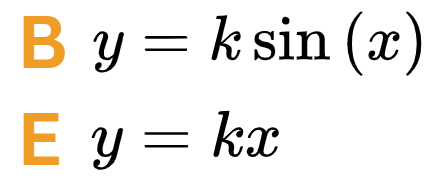 B y = k sin (x)
E y = kx